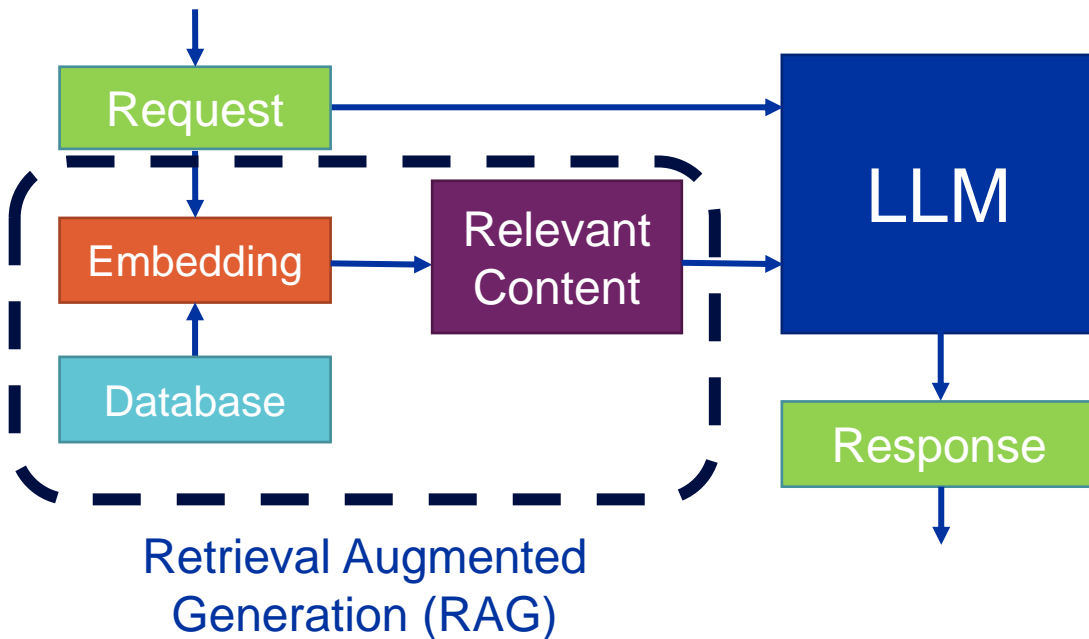 Request
LLM
Embedding
Relevant
Content
Database
Response
Retrieval Augmented
Generation (RAG)